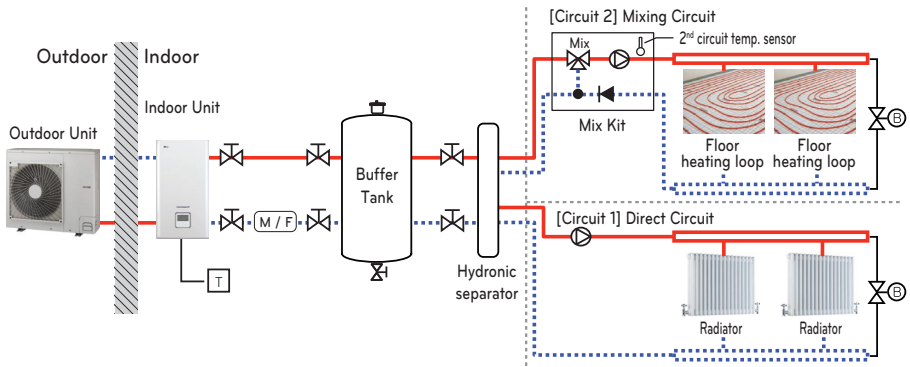 [Circuit 2] Mixing Circuit
Outdoor
Indoor
Mix
2nd circuit temp. sensor
Indoor Unit
Mix Kit
B
Outdoor Unit
Floor
heating loop
Floor
heating loop
Buffer
Tank
M / F
[Circuit 1] Direct Circuit
T
Hydronic
separator
B
Radiator
Radiator